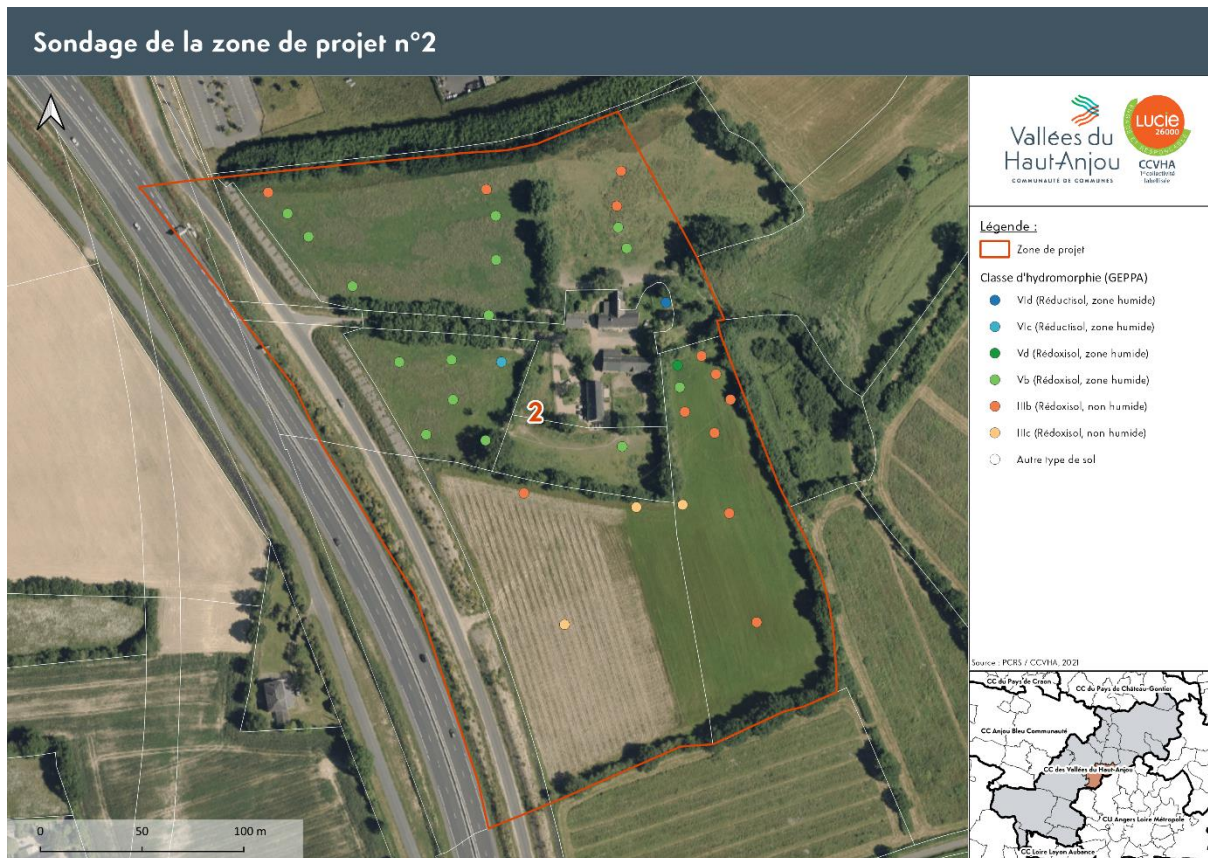 Sondage de la zone de projet n°2
Vallées du
Haut-Anjou
COMMUNAUTÉ DE COMMUNES
LUCIE
26000
CCVHA
1ère collectivité
labellisée
Légende :
Zone de projet
Classe d'hydromorphie (GEPPA)
VId (Réductisol, zone humide)
VIc (Réductisol, zone humide)
Vd (Rédoxisol, zone humide)
Vb (Rédoxisol, zone humide)
IIIb (Rédoxisol, non humide)
IIIc (Rédoxisol, non humide)
Autre type de sol
2
Source : PCRS / CCVHA, 2021
CC du Pays de Craon
CC du Pays de Château-Gontier
CC Anjou Bleu Communauté
CC des Vallées du Haut-Anjou
CU Angers Loire Métropole
CC Loire Layon Aubance
0 50 100 m